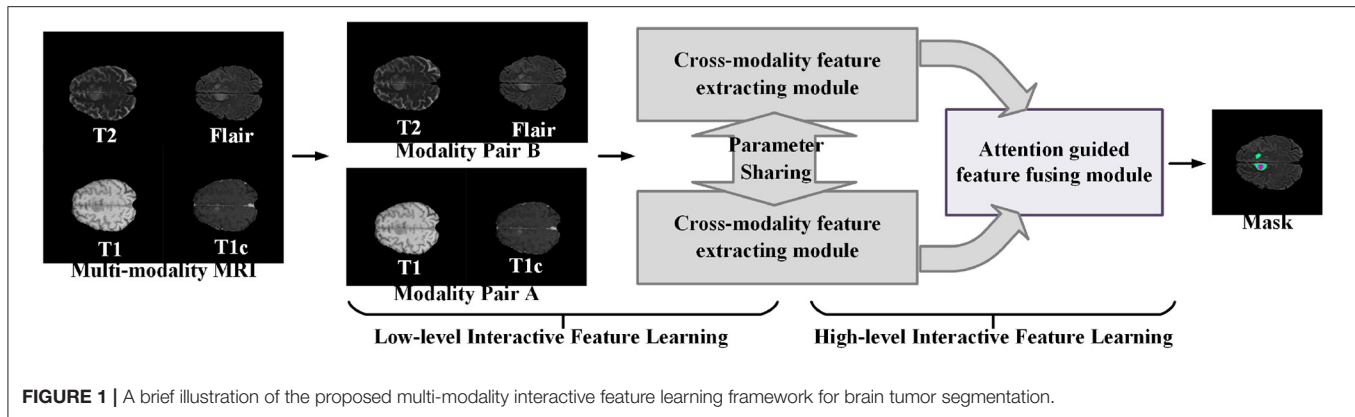 T2
Flair
T1
T1c
Multi-modality MRI
T2
Flair
Modality Pair B
T1
T1c
Modality Pair A
Cross-modality feature
extracting module
Parameter
Sharing
Cross-modality feature
extracting module
Attention guided
feature fusing module
Mask
Low-level Interactive Feature Learning
High-level Interactive Feature Learning
FIGURE 1 | A brief illustration of the proposed multi-modality interactive feature learning framework for brain tumor segmentation.